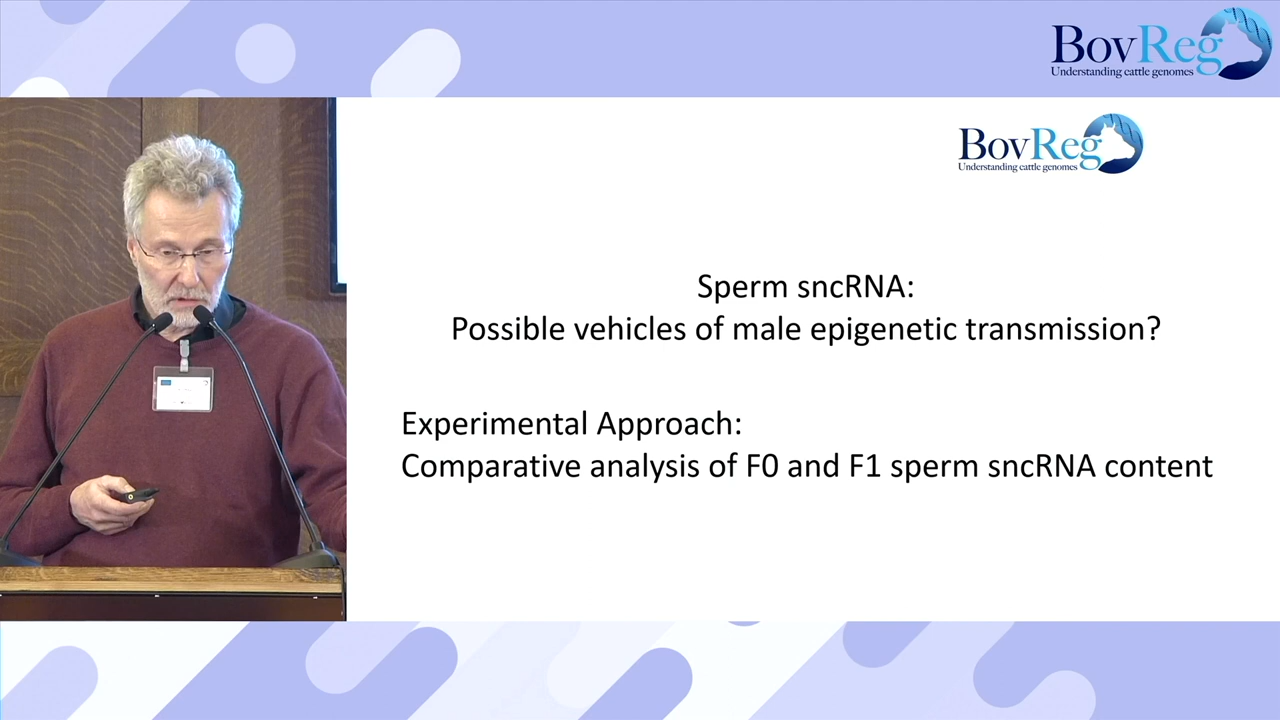 BovReg
Understanding cattle genomes
BovReg
Understanding cattle genomes
Sperm sncRNA:
Possible vehicles of male epigenetic transmission?
Experimental Approach:
Comparative analysis of F0 and F1 sperm sncRNA content